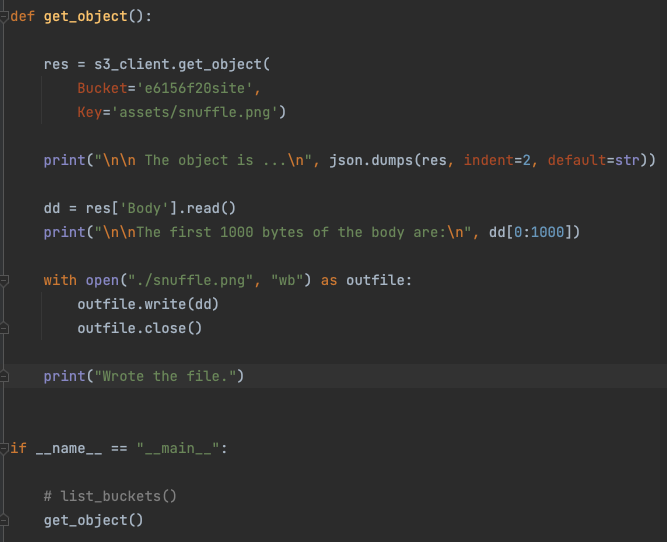 def get_object():
res = s3_client.get_object(
Bucket='e6156f20site',
Key='assets/snuffle.png')
print("\n\n The object is ...\n", json.dumps(res, indent=2, default=str))
dd = res['Body'].read()
print("\n\nThe first 1000 bytes of the body are:\n", dd[0:1000])
with open("./snuffle.png", "wb") as outfile:
outfile.write(dd)
outfile.close()
print("Wrote the file.")
if __name__ == "__main__":
# list_buckets()
get_object()